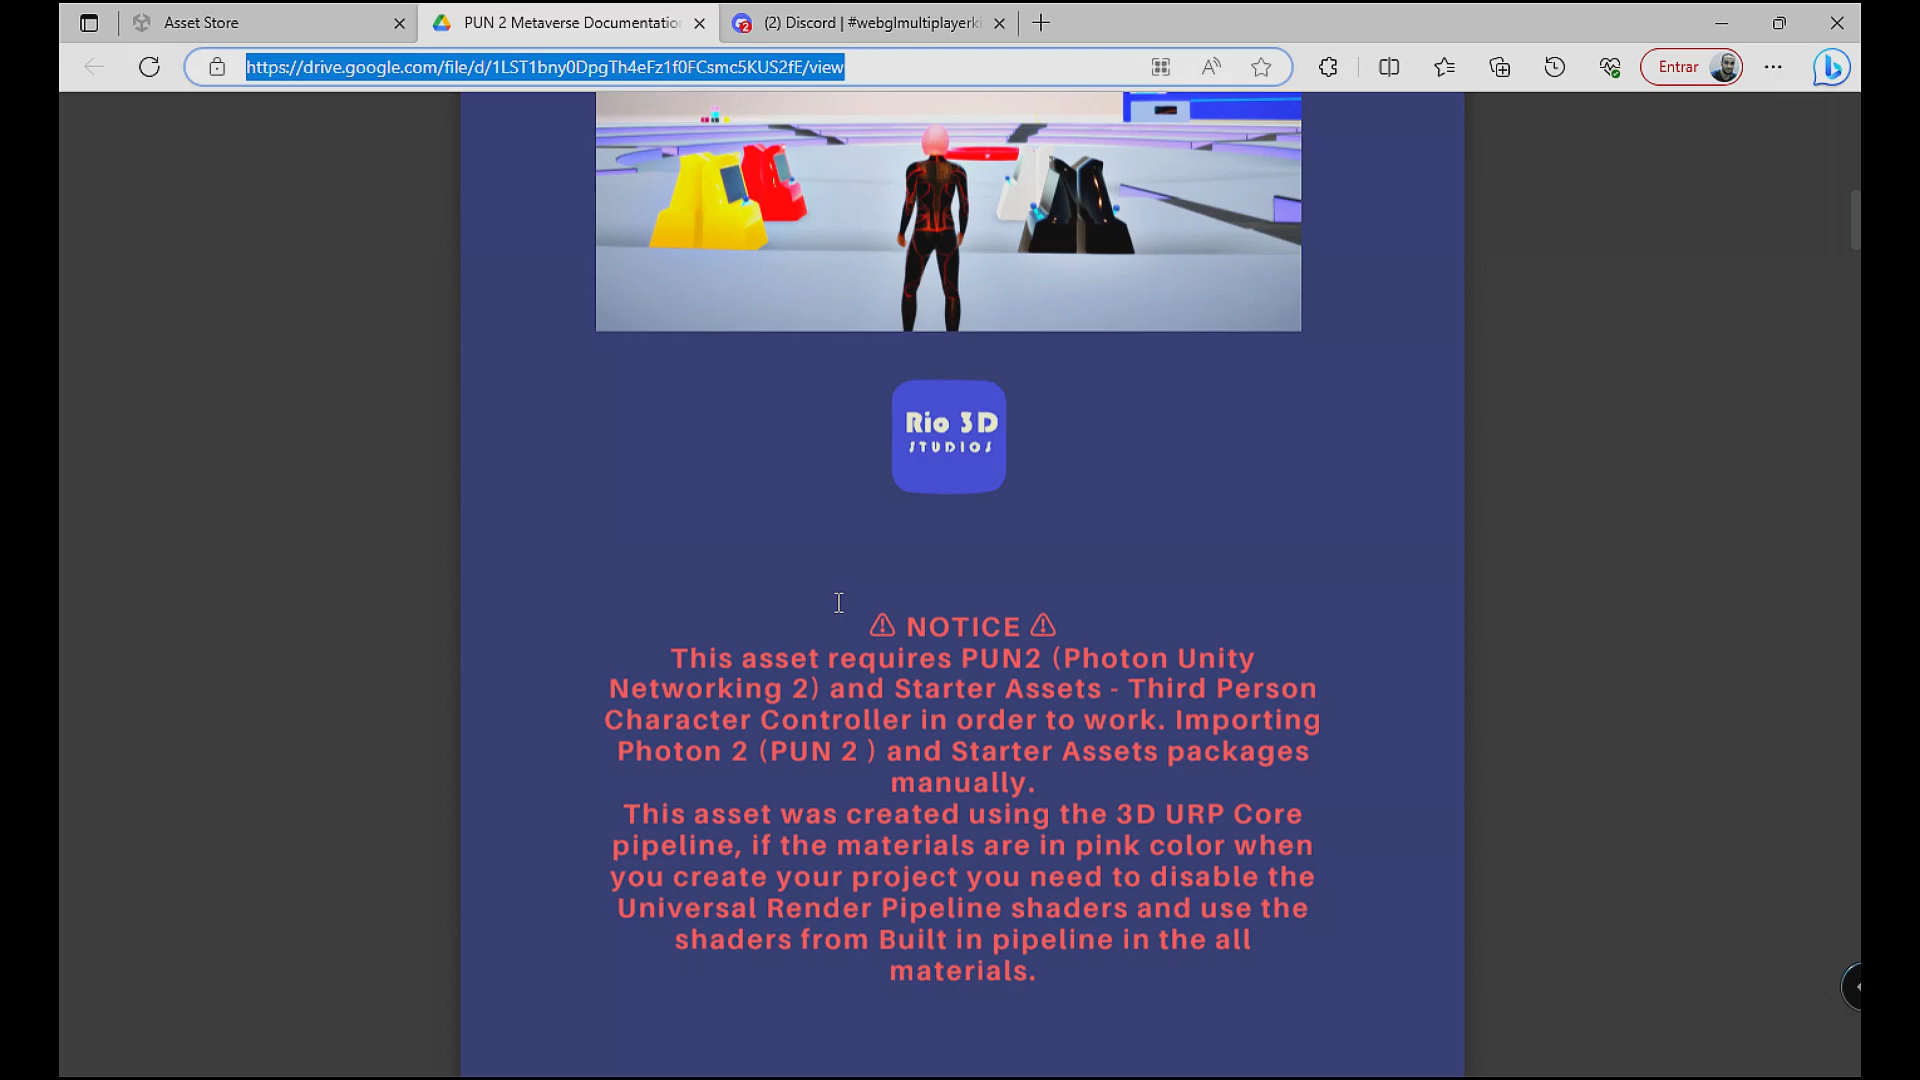 Asset Store
PUN 2 Metaverse Documentatio
(2) Discord | #webglmultiplayerki
https://drive.google.com/file/d/1LST1bny0DpgTh4eFz1f0FCsmc5KUS2fE/view
Entrar
Rio 3D
STUDIOS
⚠ NOTICE ⚠
This asset requires PUN2 (Photon Unity
Networking 2) and Starter Assets - Third Person
Character Controller in order to work. Importing
Photon 2 (PUN 2 ) and Starter Assets packages
manually.
This asset was created using the 3D URP Core
pipeline, if the materials are in pink color when
you create your project you need to disable the
Universal Render Pipeline shaders and use the
shaders from Built in pipeline in the all
materials.